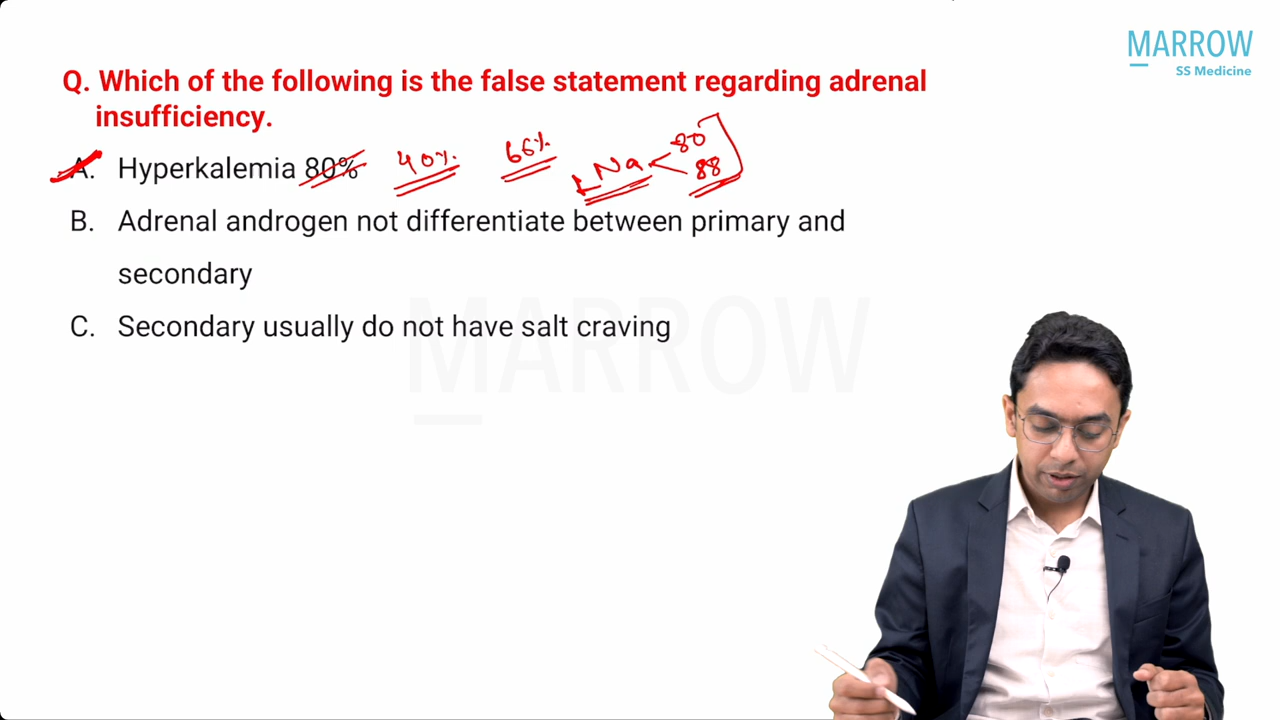 MARROW
SS Medicine
Q. Which of the following is the false statement regarding adrenal
insufficiency.
A. Hyperkalemia 80% 40% 66% ↓Na < 80
88
B. Adrenal androgen not differentiate between primary and
secondary
C. Secondary usually do not have salt craving
MARROW